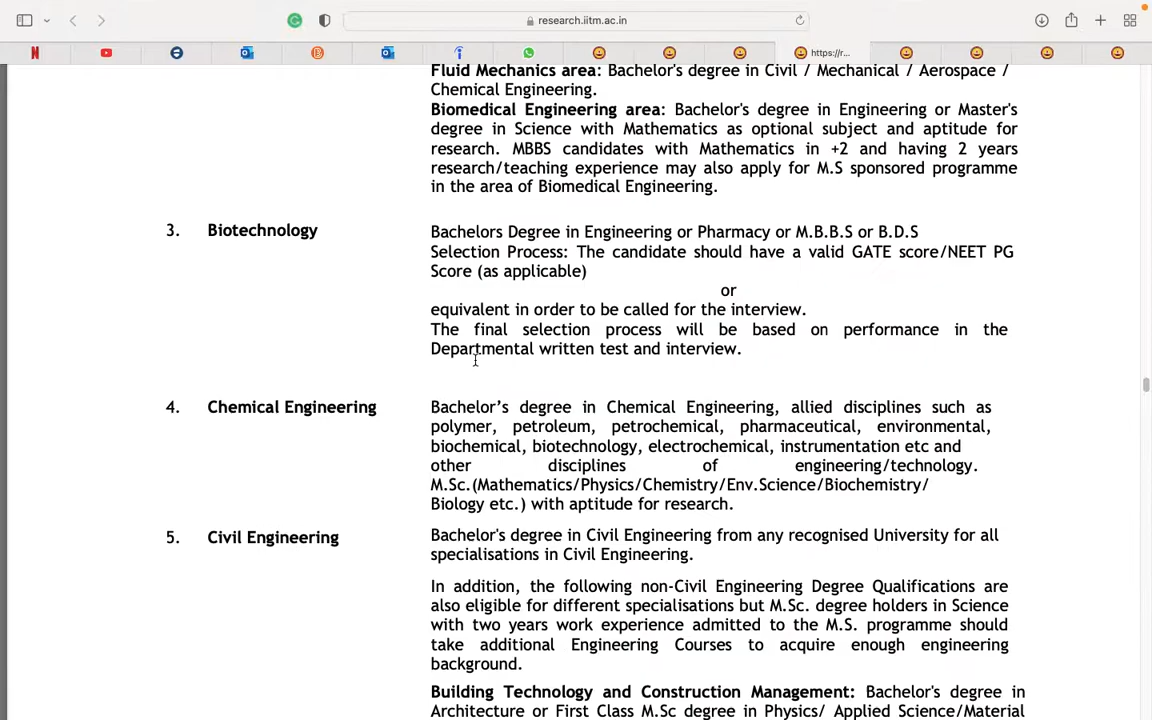 research.iitm.ac.in
https://r...
Fluid Mechanics area: Bachelor's degree in Civil / Mechanical / Aerospace /
Chemical Engineering.
Biomedical Engineering area: Bachelor's degree in Engineering or Master's
degree in Science with Mathematics as optional subject and aptitude for
research. MBBS candidates with Mathematics in +2 and having 2 years
research/teaching experience may also apply for M.S sponsored programme
in the area of Biomedical Engineering.
3. Biotechnology
Bachelors Degree in Engineering or Pharmacy or M.B.B.S or B.D.S
Selection Process: The candidate should have a valid GATE score/NEET PG
Score (as applicable)
or
equivalent in order to be called for the interview.
The final selection process will be based on performance in the
Departmental written test and interview.
4. Chemical Engineering
Bachelor’s degree in Chemical Engineering, allied disciplines such as
polymer, petroleum, petrochemical, pharmaceutical, environmental,
biochemical, biotechnology, electrochemical, instrumentation etc and
other disciplines of engineering/technology.
M.Sc.(Mathematics/Physics/Chemistry/Env.Science/Biochemistry/
Biology etc.) with aptitude for research.
5. Civil Engineering
Bachelor's degree in Civil Engineering from any recognised University for all
specialisations in Civil Engineering.
In addition, the following non-Civil Engineering Degree Qualifications are
also eligible for different specialisations but M.Sc. degree holders in Science
with two years work experience admitted to the M.S. programme should
take additional Engineering Courses to acquire enough engineering
background.
Building Technology and Construction Management: Bachelor's degree in
Architecture or First Class M.Sc degree in Physics/ Applied Science/Material